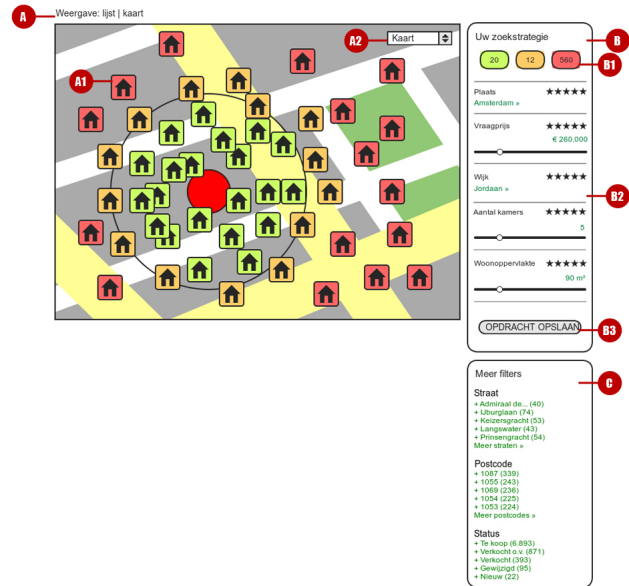 A
Weergave: lijst | kaart
A2
Kaart
A1
Uw zoekstrategie
B
20
12
560
B1
Plaats ★★★★★
Amsterdam »
Vraagprijs ★★★★★
€ 260.000
Wijk ★★★★★
Jordaan »
B2
Aantal kamers ★★★★★
5
Woonoppervlakte ★★★★★
90 m²
OPDRACHT OPSLAAN
B3
Meer filters
C
Straat
+ Admiraal de... (40)
+ IJburglaan (74)
+ Keizersgracht (53)
+ Langswater (43)
+ Prinsengracht (54)
Meer straten »
Postcode
+ 1087 (339)
+ 1055 (243)
+ 1069 (236)
+ 1054 (225)
+ 1053 (224)
Meer postcodes »
Status
+ Te koop (6.893)
+ Verkocht o.v. (871)
+ Verkocht (393)
+ Gewijzigd (95)
+ Nieuw (22)